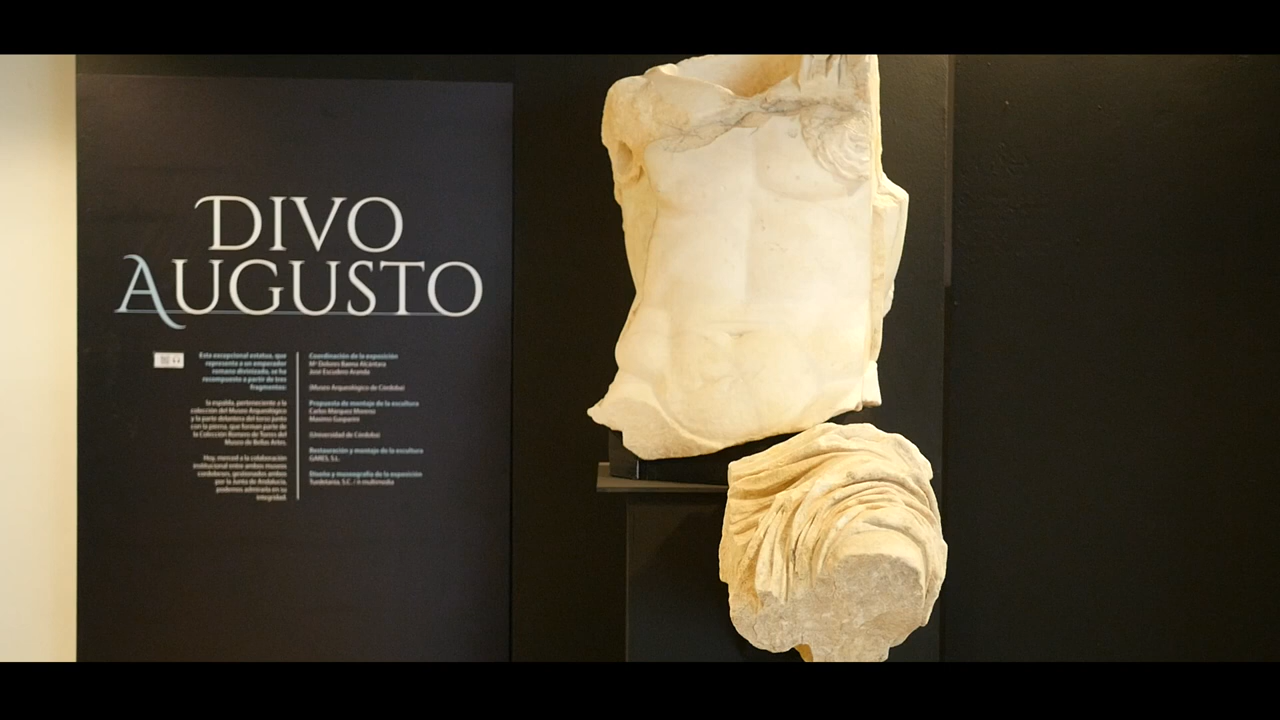 DIVO
AUGUSTO
Esta excepcional estatua, que
representa a un emperador
romano divinizado, se ha
recompuesto a partir de tres
fragmentos:
la espalda, perteneciente a la
colección del Museo Arqueológico
y la parte delantera del torso junto
con la pierna, que forman parte de
la Colección Romero de Torres del
Museo de Bellas Artes.
Hoy, merced a la colaboración
institucional entre ambos museos
cordobeses, gestionados ambos
por la Junta de Andalucía,
podemos admirarla en su
integridad.
Coordinación de la exposición
Mª Dolores Baena Alcántara
José Escudero Aranda
(Museo Arqueológico de Córdoba)
Propuesta de montaje de la escultura
Carlos Márquez Moreno
Massimo Gasparini
(Universidad de Córdoba)
Restauración y montaje de la escultura
GARES, S.L.
Diseño y museografía de la exposición
Turdetania, S.C. / multimedia